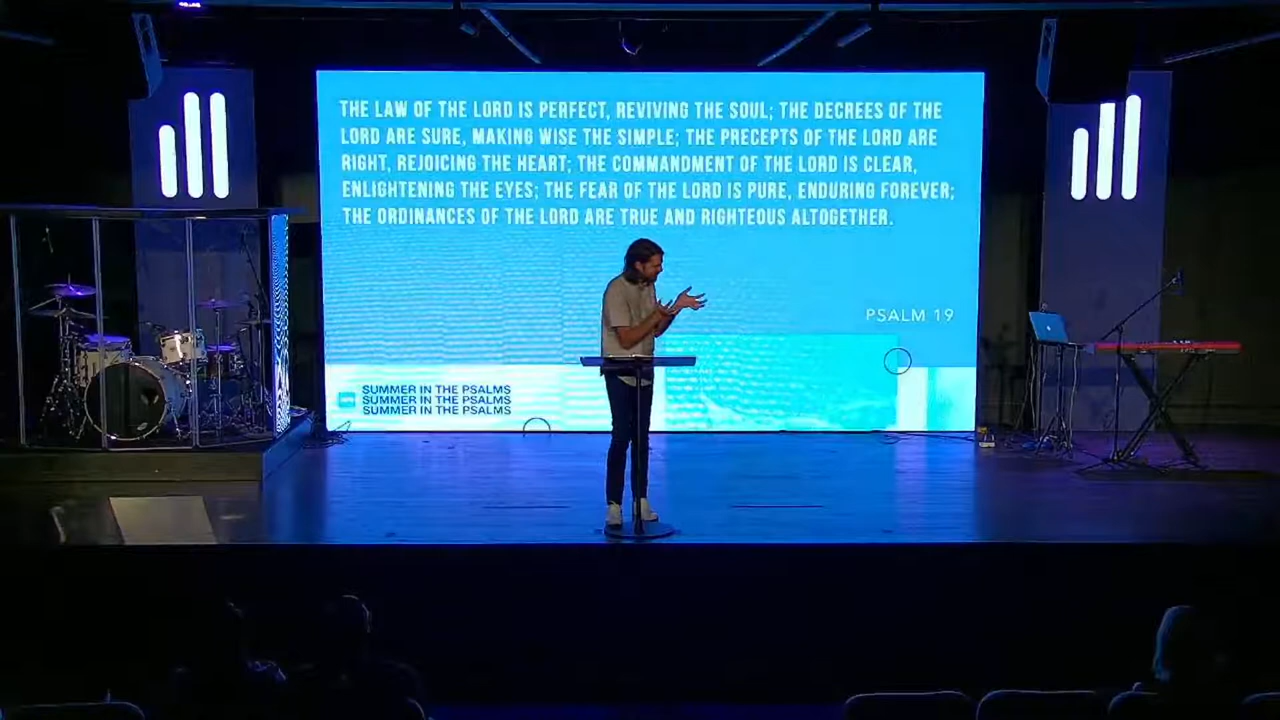 THE LAW OF THE LORD IS PERFECT, REVIVING THE SOUL; THE DECREES OF THE
LORD ARE SURE, MAKING WISE THE SIMPLE; THE PRECEPTS OF THE LORD ARE
RIGHT, REJOICING THE HEART; THE COMMANDMENT OF THE LORD IS CLEAR,
ENLIGHTENING THE EYES; THE FEAR OF THE LORD IS PURE, ENDURING FOREVER;
THE ORDINANCES OF THE LORD ARE TRUE AND RIGHTEOUS ALTOGETHER.
PSALM 19
SUMMER IN THE PSALMS
SUMMER IN THE PSALMS
SUMMER IN THE PSALMS